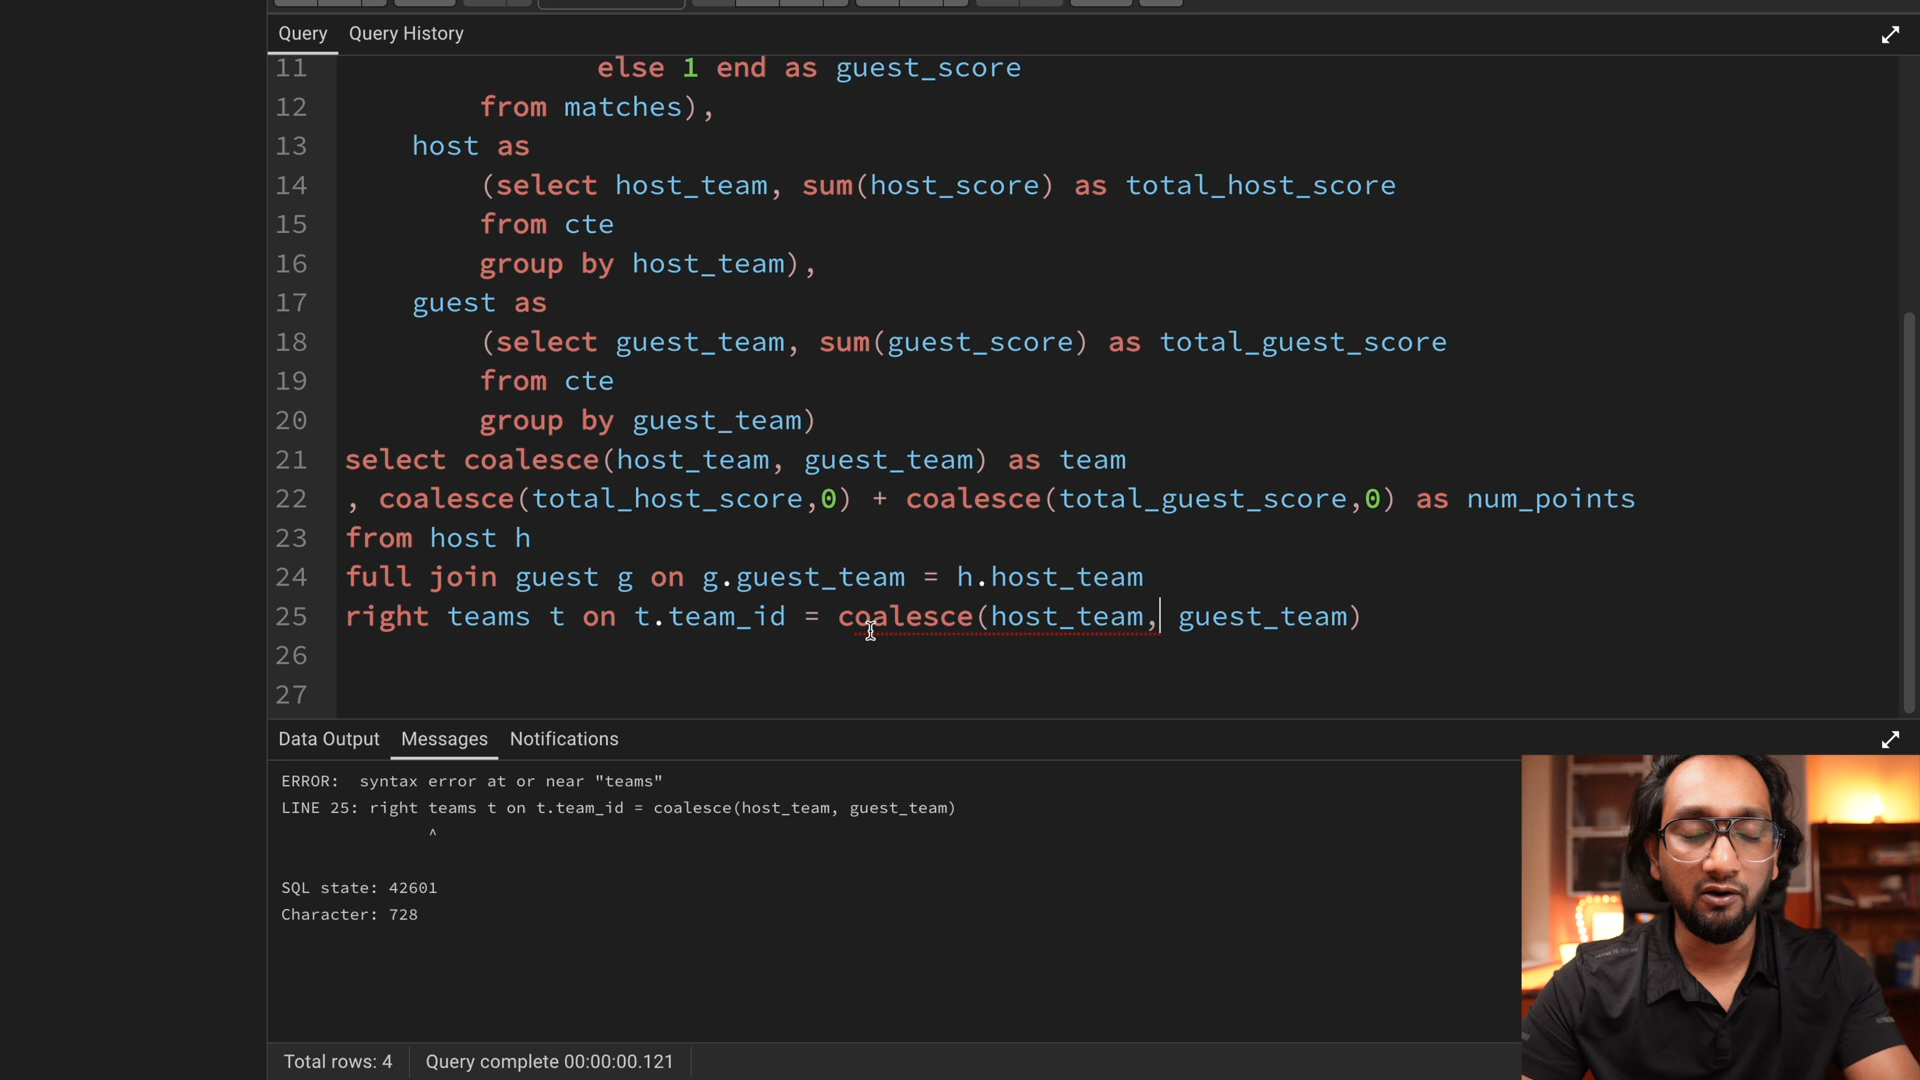 Query Query History
11 else 1 end as guest_score
12 from matches),
13 host as
14 (select host_team, sum(host_score) as total_host_score
15 from cte
16 group by host_team),
17 guest as
18 (select guest_team, sum(guest_score) as total_guest_score
19 from cte
20 group by guest_team)
21 select coalesce(host_team, guest_team) as team
22 , coalesce(total_host_score,0) + coalesce(total_guest_score,0) as num_points
23 from host h
24 full join guest g on g.guest_team = h.host_team
25 right teams t on t.team_id = coalesce(host_team, guest_team)
26
27
Data Output Messages Notifications
ERROR:  syntax error at or near "teams"
LINE 25: right teams t on t.team_id = coalesce(host_team, guest_team)
^
SQL state: 42601
Character: 728
Total rows: 4 Query complete 00:00:00.121